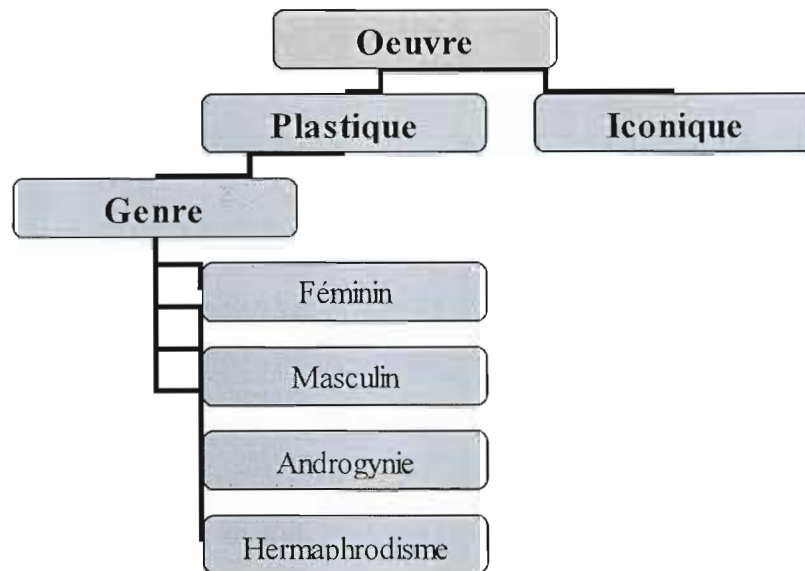 Oeuvre
Plastique
Iconique
Genre
Féminin
Masculin
Androgynie
Hermaphrodisme